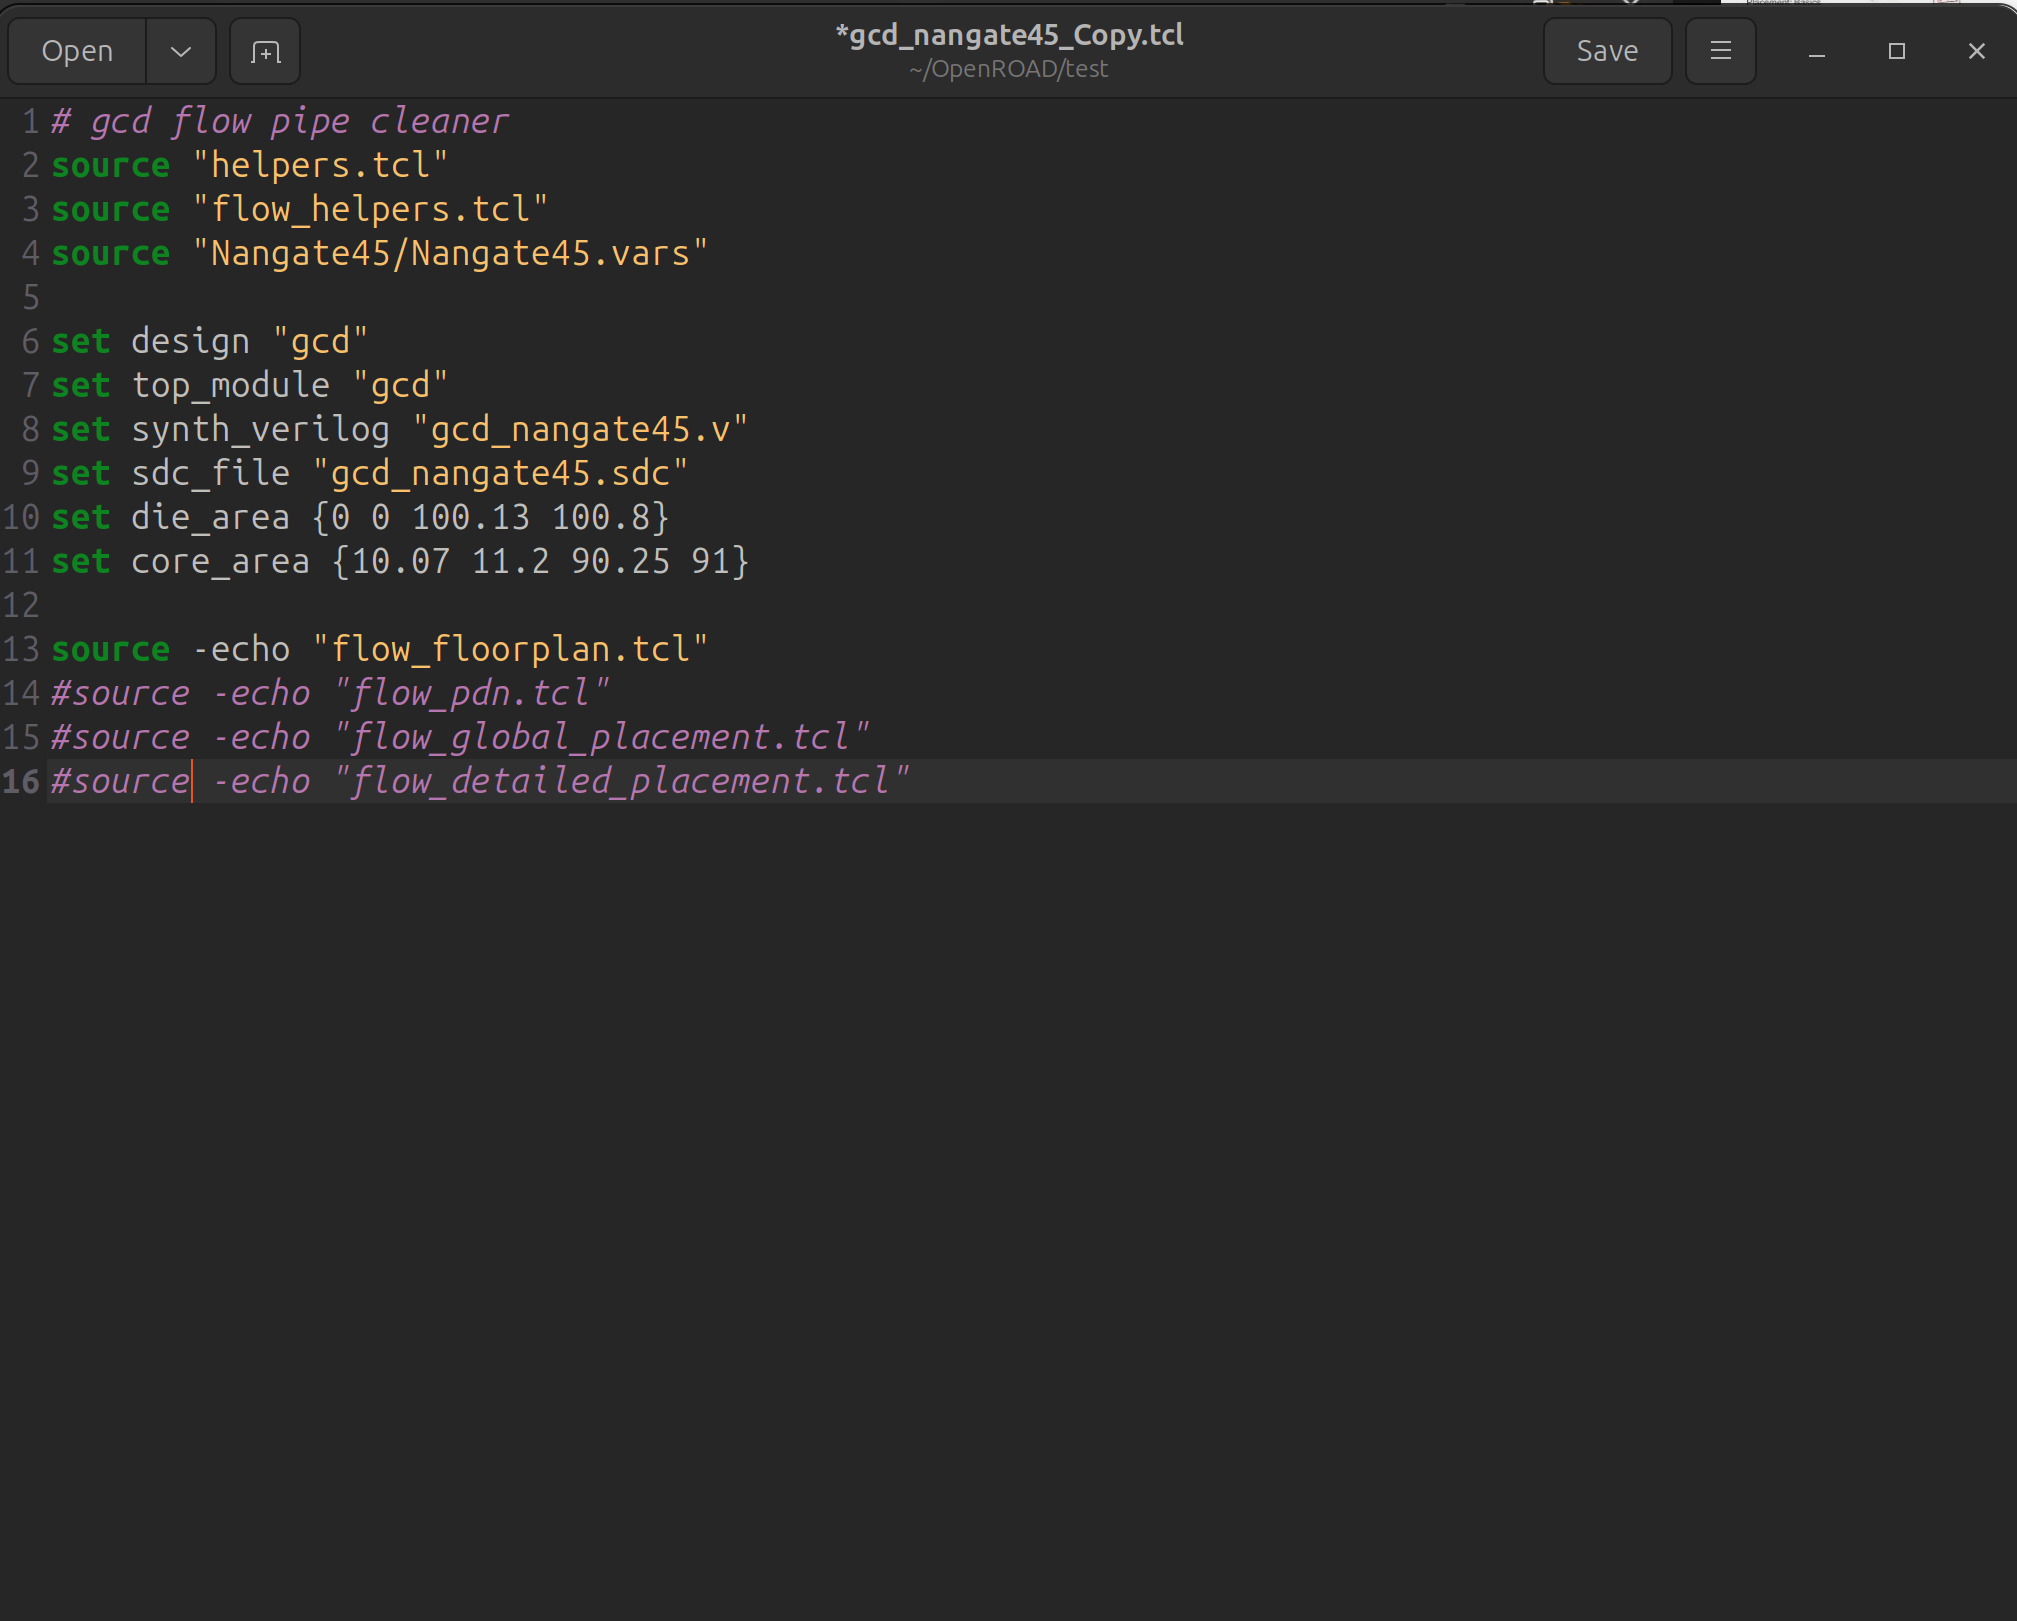 Open
*gcd_nangate45_Copy.tcl
~/OpenROAD/test
Save
1 # gcd flow pipe cleaner
2 source "helpers.tcl"
3 source "flow_helpers.tcl"
4 source "Nangate45/Nangate45.vars"
5
6 set design "gcd"
7 set top_module "gcd"
8 set synth_verilog "gcd_nangate45.v"
9 set sdc_file "gcd_nangate45.sdc"
10 set die_area {0 0 100.13 100.8}
11 set core_area {10.07 11.2 90.25 91}
12
13 source -echo "flow_floorplan.tcl"
14 #source -echo "flow_pdn.tcl"
15 #source -echo "flow_global_placement.tcl"
16 #source -echo "flow_detailed_placement.tcl"